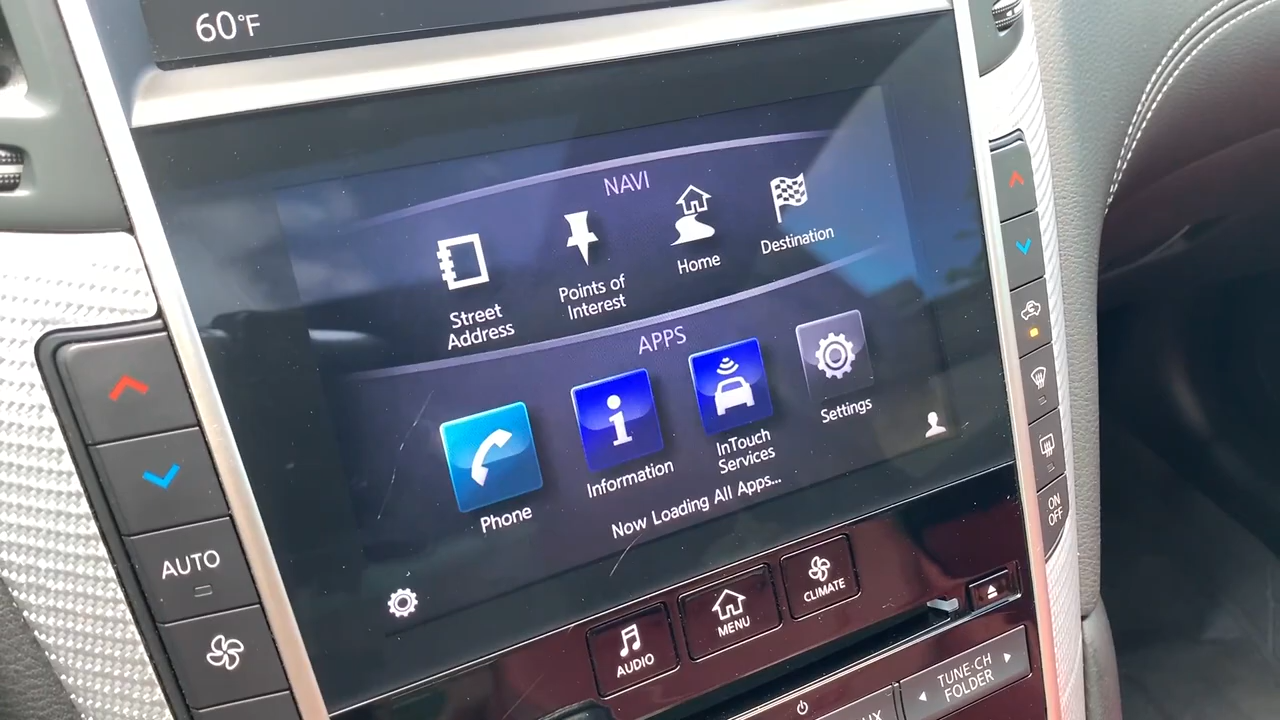 60°F
NAVI
Street
Address
Points of
Interest
Home
Destination
APPS
Phone
Information
InTouch
Services
Settings
Now Loading All Apps...
AUTO
ON
OFF
AUDIO
MENU
CLIMATE
TUNE·CH
FOLDER